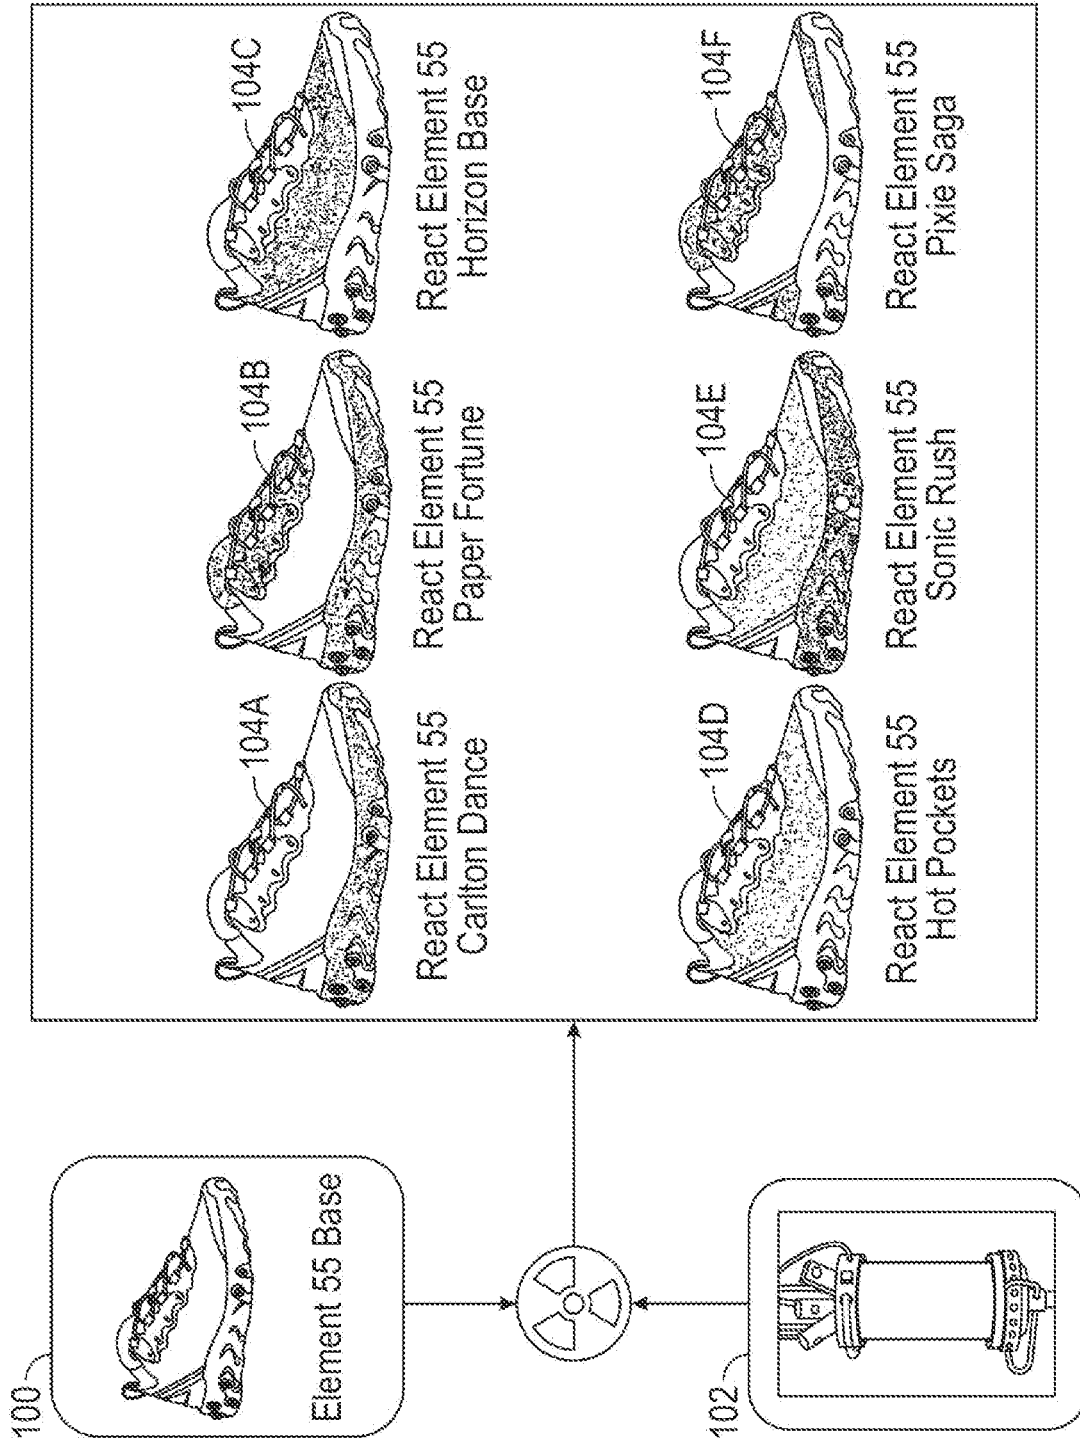 100
Element 55 Base
102
104A
React Element 55
Carlton Dance
104B
React Element 55
Paper Fortune
104C
React Element 55
Horizon Base
104D
React Element 55
Hot Pockets
104E
React Element 55
Sonic Rush
104F
React Element 55
Pixie Saga